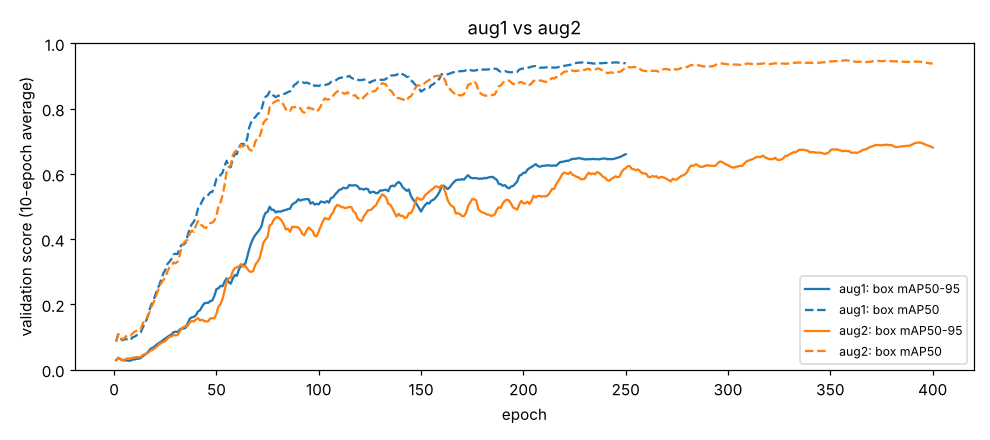 aug1 vs aug2
validation score (10-epoch average)
1.0
0.8
0.6
0.4
0.2
0.0
0 50 100 150 200 250 300 350 400
epoch
aug1: box mAP50-95
aug1: box mAP50
aug2: box mAP50-95
aug2: box mAP50